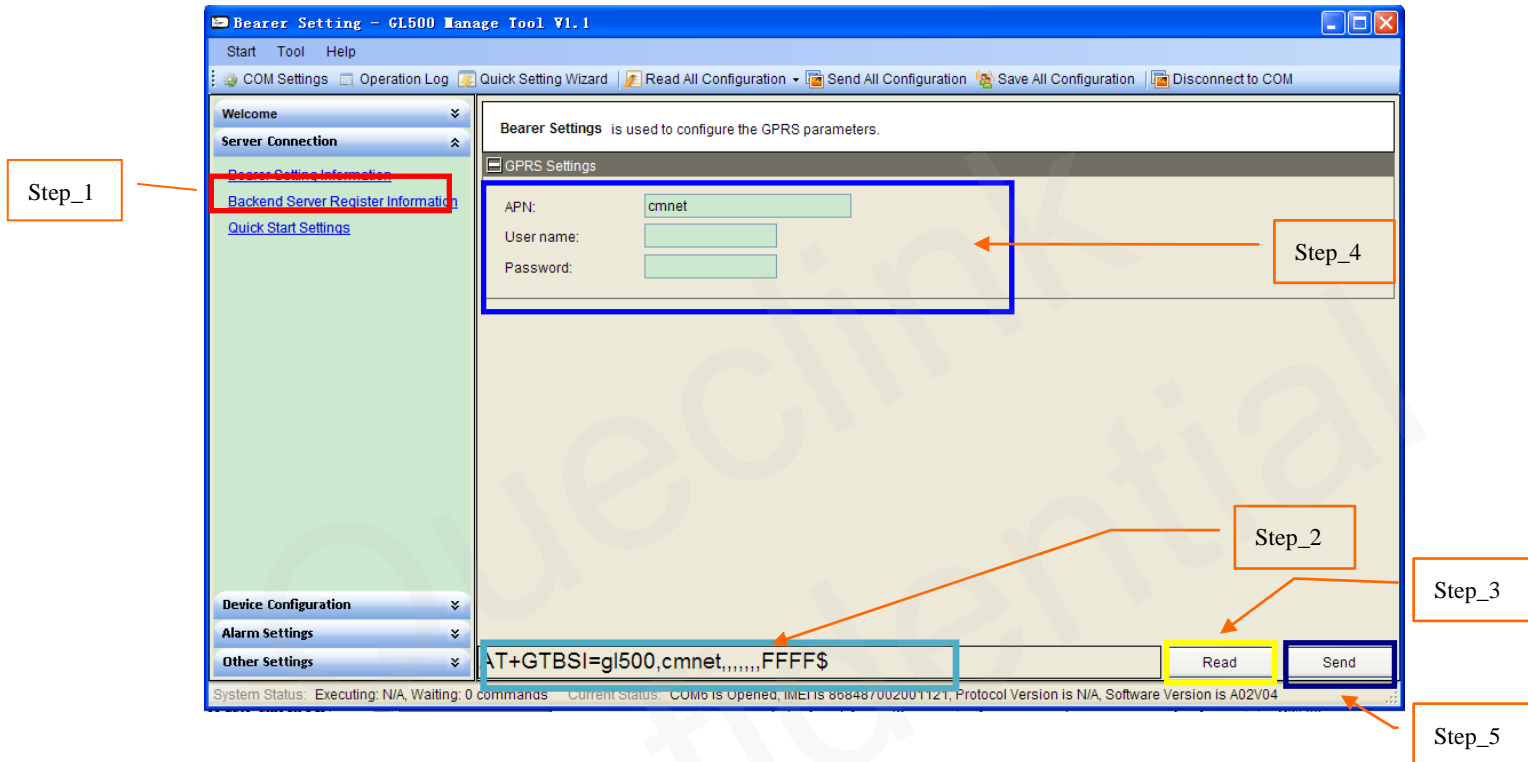 Bearer Setting - GL500 Manage Tool V1.1
Start Tool Help
COM Settings Operation Log Quick Setting Wizard Read All Configuration Send All Configuration Save All Configuration Disconnect to COM
Welcome
Server Connection
Bearer Setting Information
Backend Server Register Information
Quick Start Settings
Bearer Settings is used to configure the GPRS parameters.
GPRS Settings
APN: cmnet
User name:
Password:
Step_1
Step_4
Step_2
Step_3
Device Configuration
Alarm Settings
Other Settings
AT+GTBSI=gl500,cmnet,,,,,,,FFFF$
Read
Send
System Status: Executing: N/A, Waiting: 0 commands Current Status: COM6 is Opened, IMEI is 868487002001121, Protocol Version is N/A, Software Version is A02V04
Step_5
Queclink